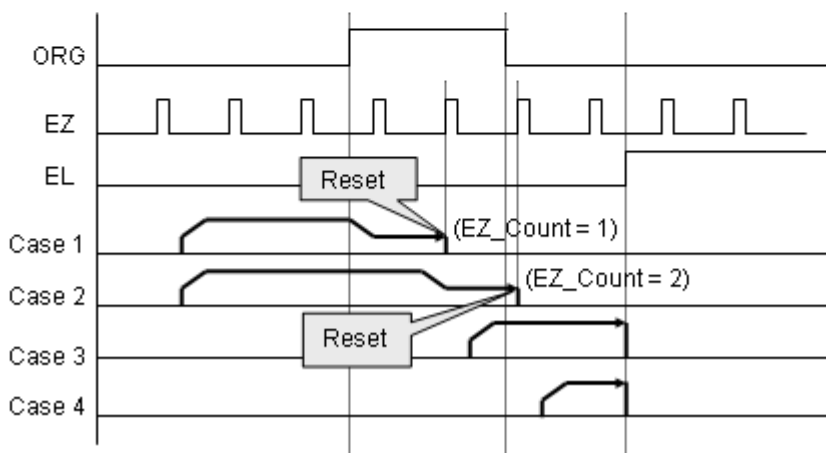 ORG
EZ
EL
Reset
Case 1
(EZ_Count = 1)
Case 2
(EZ_Count = 2)
Reset
Case 3
Case 4